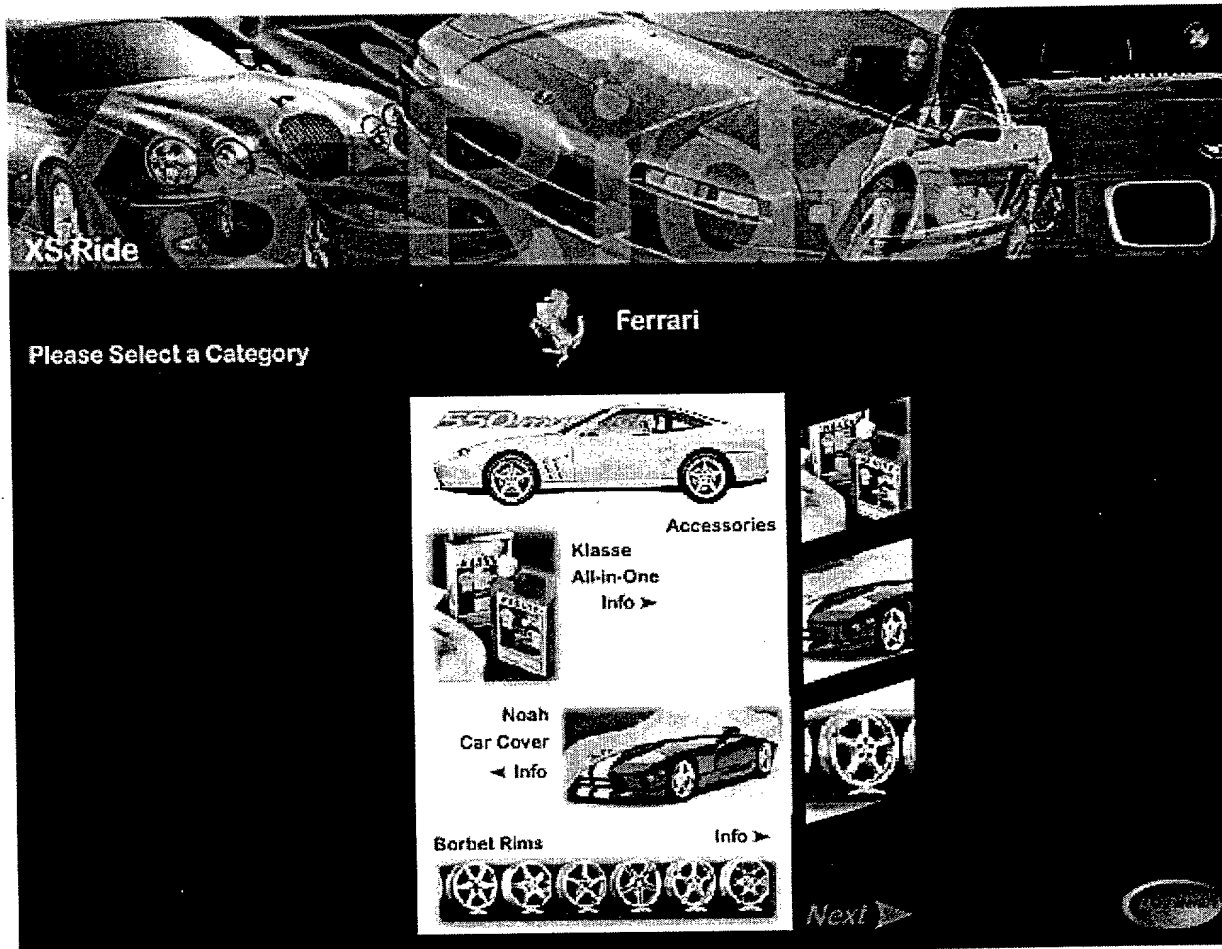 XS Ride
Ferrari
Please Select a Category
Accessories
Klasse
All-in-One
Info
Noah
Car Cover
Info
Borbet Rims
Info
Next